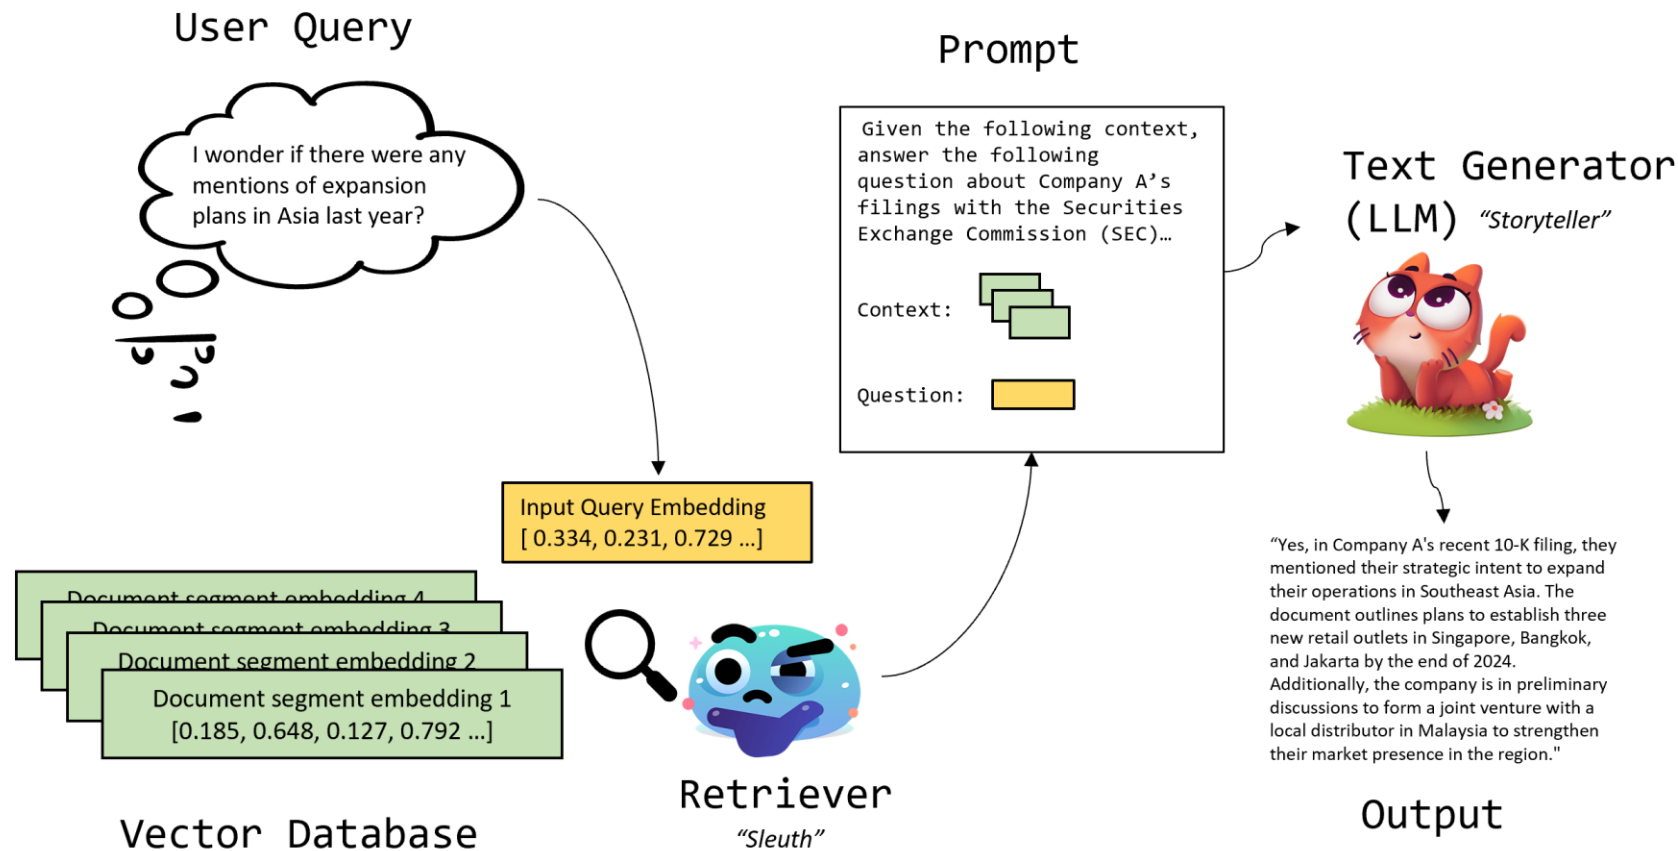 User Query
I wonder if there were any
mentions of expansion
plans in Asia last year?
Input Query Embedding
[ 0.334, 0.231, 0.729 ...]
Document segment embedding 4
Document segment embedding 3
Document segment embedding 2
Document segment embedding 1
[0.185, 0.648, 0.127, 0.792 ...]
Vector Database
Retriever
“Sleuth”
Prompt
Given the following context,
answer the following
question about Company A’s
filings with the Securities
Exchange Commission (SEC)…
Context:
Question:
Text Generator
(LLM) “Storyteller”
“Yes, in Company A's recent 10-K filing, they
mentioned their strategic intent to expand
their operations in Southeast Asia. The
document outlines plans to establish three
new retail outlets in Singapore, Bangkok,
and Jakarta by the end of 2024.
Additionally, the company is in preliminary
discussions to form a joint venture with a
local distributor in Malaysia to strengthen
their market presence in the region."
Output